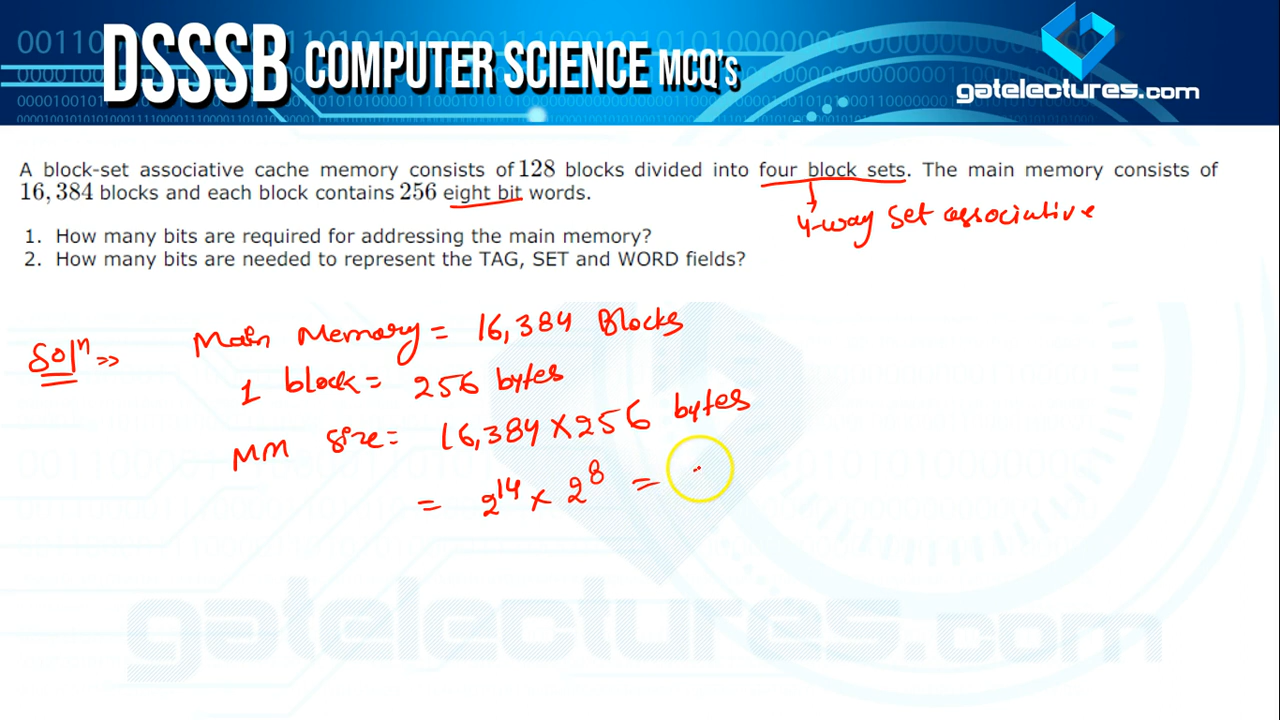 DSSSB COMPUTER SCIENCE MCQ's
gatelectures.com
A block-set associative cache memory consists of 128 blocks divided into four block sets. The main memory consists of
16,384 blocks and each block contains 256 eight bit words.
4-way set associative
1. How many bits are required for addressing the main memory?
2. How many bits are needed to represent the TAG, SET and WORD fields?
Solⁿ >> Main Memory = 16,384 Blocks
1 block = 256 bytes
MM size = 16,384 × 256 bytes
= 2¹⁴ × 2⁸ =
gatelectures.com